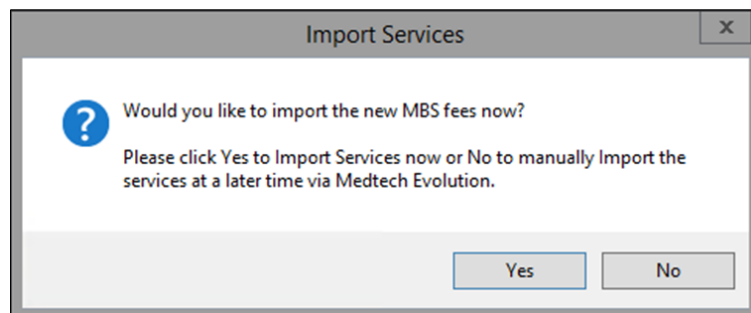 Import Services
x
Would you like to import the new MBS fees now?
Please click Yes to Import Services now or No to manually Import the
services at a later time via Medtech Evolution.
Yes
No